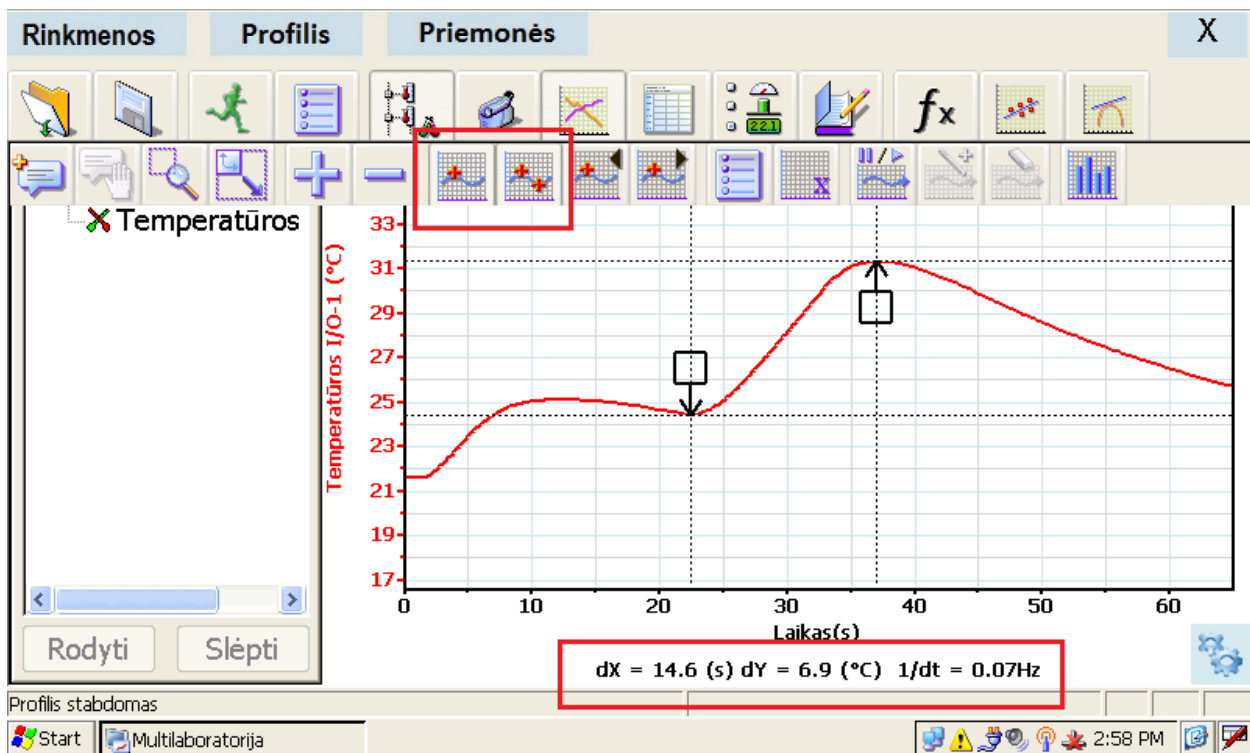 Rinkmenos Profilis Priemonės X
22.1
fx
x
Temperatūros
Temperatūros I/O-1 (°C)
33
31
29
27
25
23
21
19
17
0 10 20 30 40 50 60
Laikas(s)
Rodyti Slėpti
dX = 14.6 (s) dY = 6.9 (°C) 1/dt = 0.07Hz
Profilis stabdomas
Start Multilaboratorija 2:58 PM